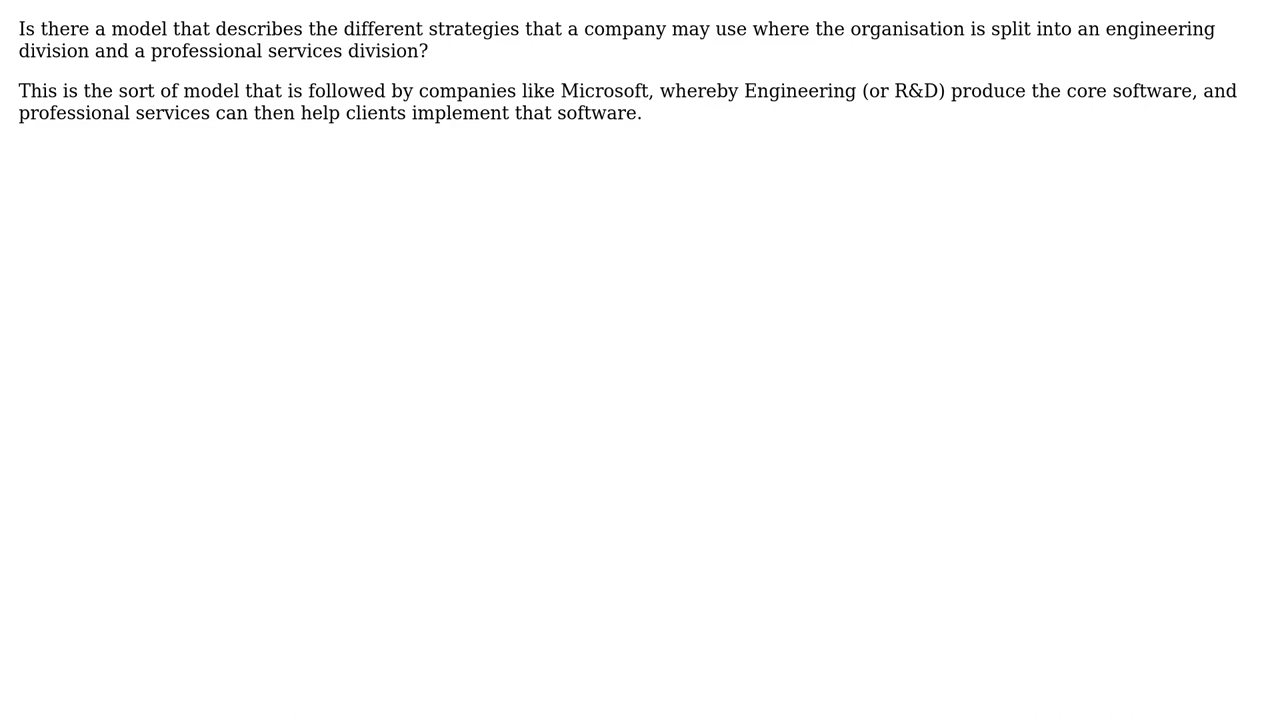 Is there a model that describes the different strategies that a company may use where the organisation is split into an engineering
division and a professional services division?
This is the sort of model that is followed by companies like Microsoft, whereby Engineering (or R&D) produce the core software, and
professional services can then help clients implement that software.